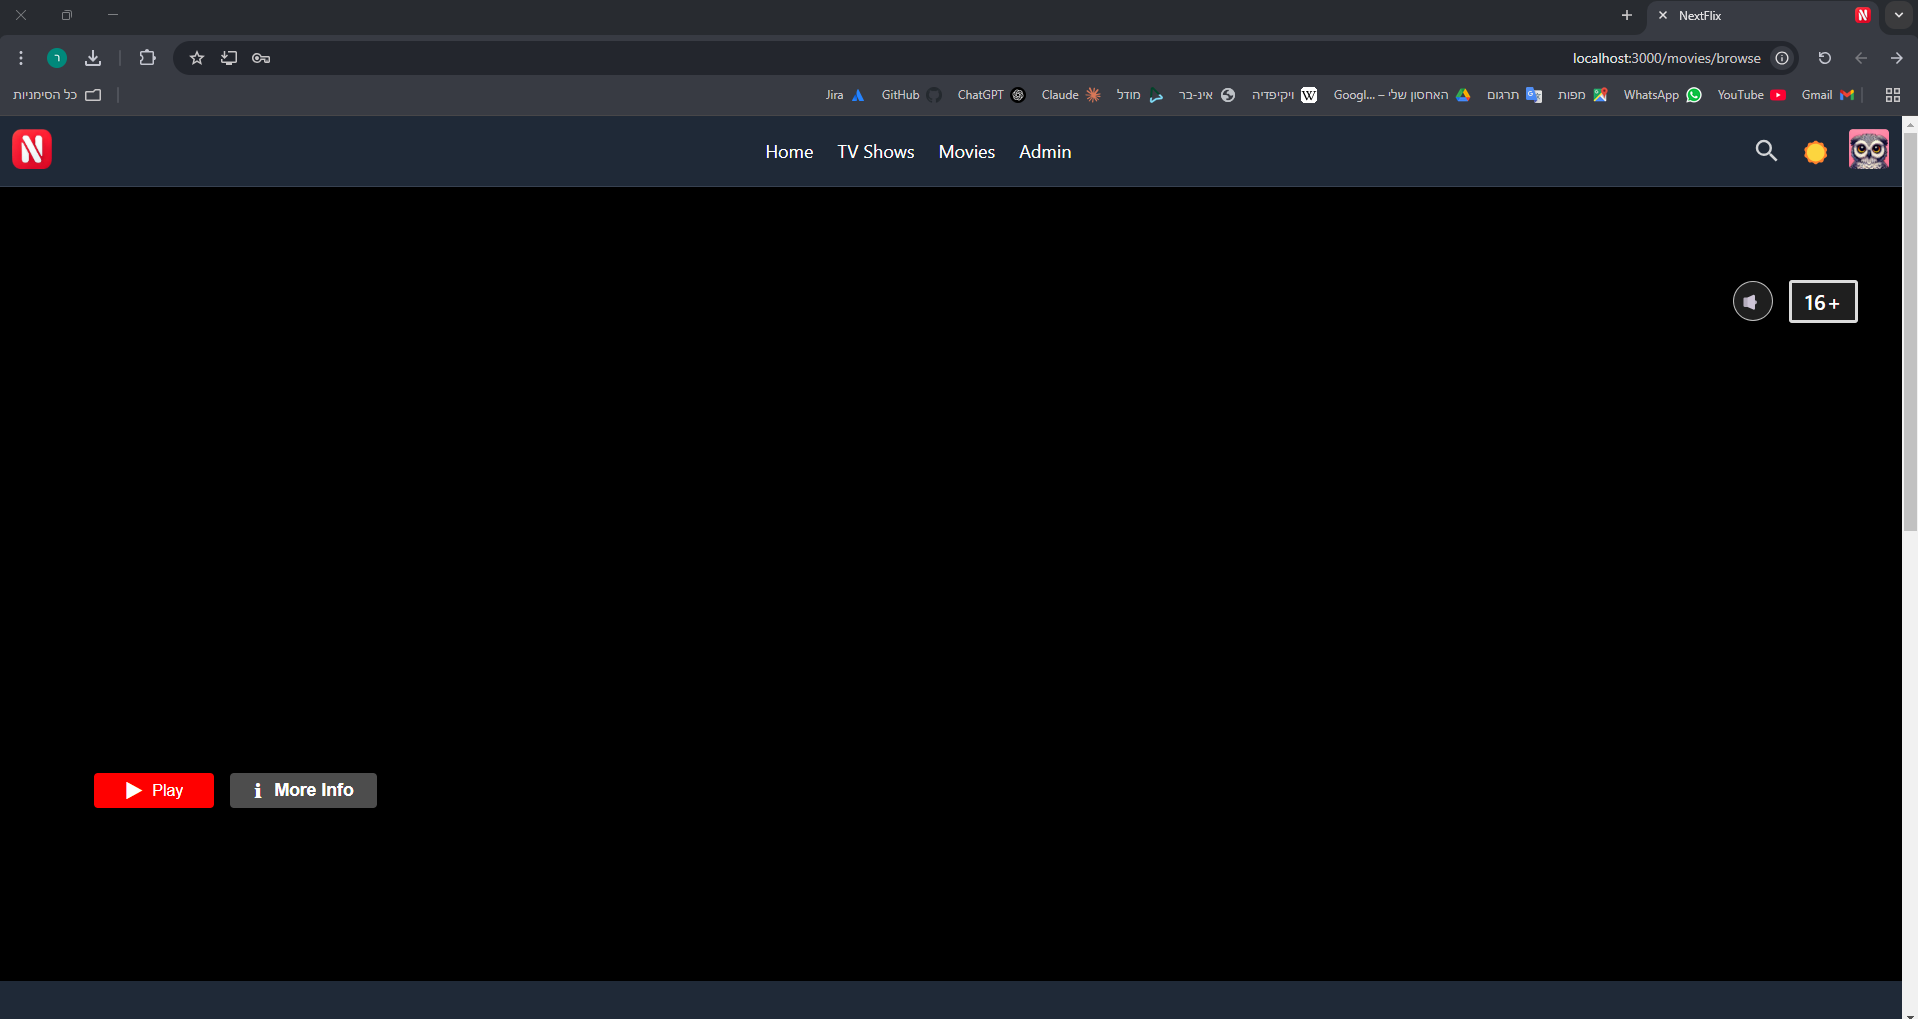 NextFlix
localhost:3000/movies/browse
Gmail
YouTube
WhatsApp
מפות
תרגום
האחסון שלי – Googl...
ויקיפדיה
אינ-בר
מודל
Claude
ChatGPT
GitHub
Jira
כל הסימניות
Home TV Shows Movies Admin
16+
Play More Info